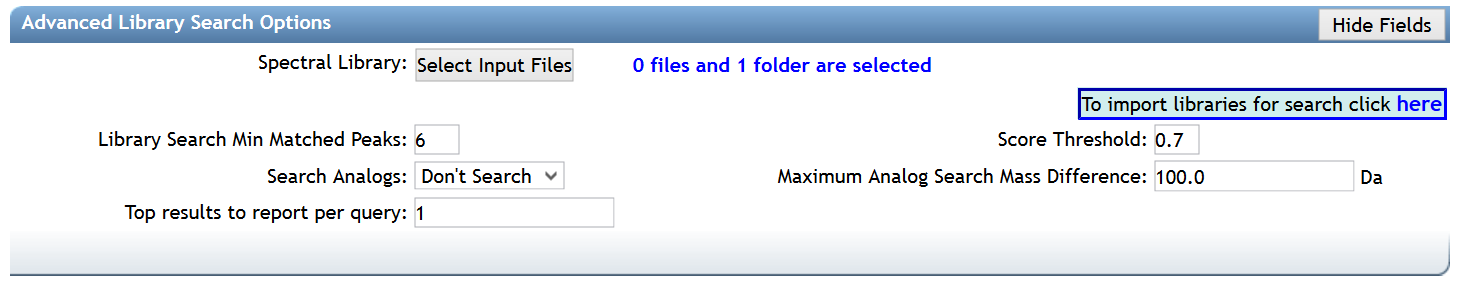 Advanced Library Search Options Hide Fields
Spectral Library: Select Input Files 0 files and 1 folder are selected
To import libraries for search click here
Library Search Min Matched Peaks: 6 Score Threshold: 0.7
Search Analogs: Don't Search Maximum Analog Search Mass Difference: 100.0 Da
Top results to report per query: 1